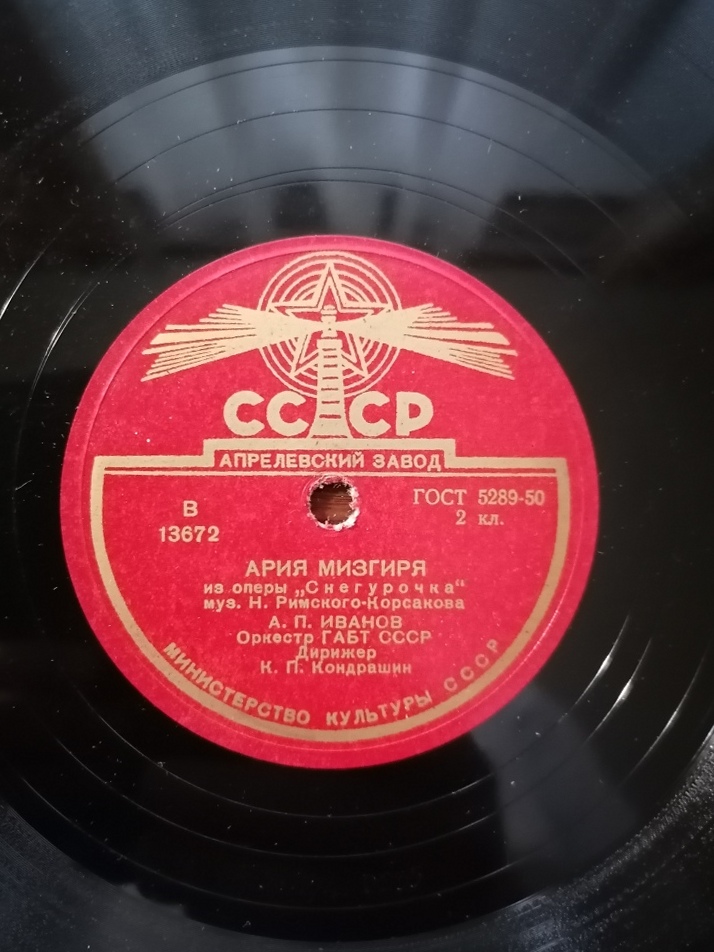 СССР
АПРЕЛЕВСКИЙ ЗАВОД
В
13672
ГОСТ 5289-50
2 кл.
АРИЯ МИЗГИРЯ
из оперы „Снегурочка“
муз. Н. Римского-Корсакова
А. П. ИВАНОВ
Оркестр ГАБТ СССР
Дирижер
К. П. Кондрашин
МИНИСТЕРСТВО КУЛЬТУРЫ СССР